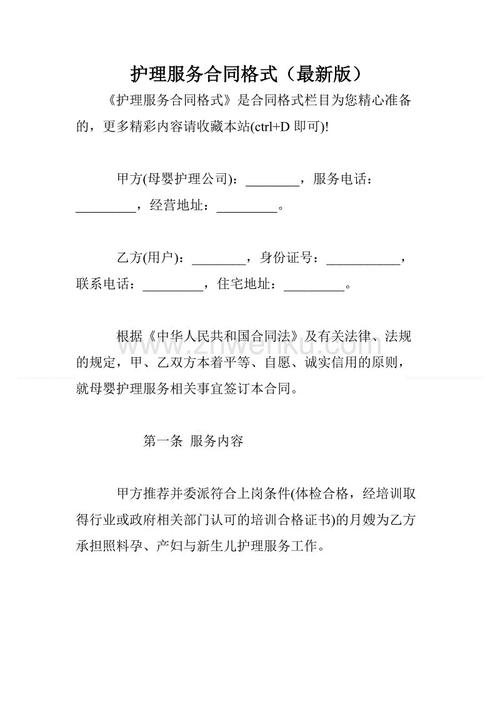 护理服务合同格式（最新版）
《护理服务合同格式》是合同格式栏目为您精心准备
的，更多精彩内容请收藏本站(ctrl+D 即可)!
甲方(母婴护理公司)：________，服务电话：
_________，经营地址：_________。
乙方(用户)：________，身份证号：___________，
联系电话：_________，住宅地址：_________。
根据《中华人民共和国合同法》及有关法律、法规
的规定，甲、乙双方本着平等、自愿、诚实信用的原则，
就母婴护理服务相关事宜签订本合同。
www.zhwenku.com
第一条 服务内容
甲方推荐并委派符合上岗条件(体检合格，经培训取
得行业或政府相关部门认可的培训合格证书)的月嫂为乙方
承担照料孕、产妇与新生儿护理服务工作。